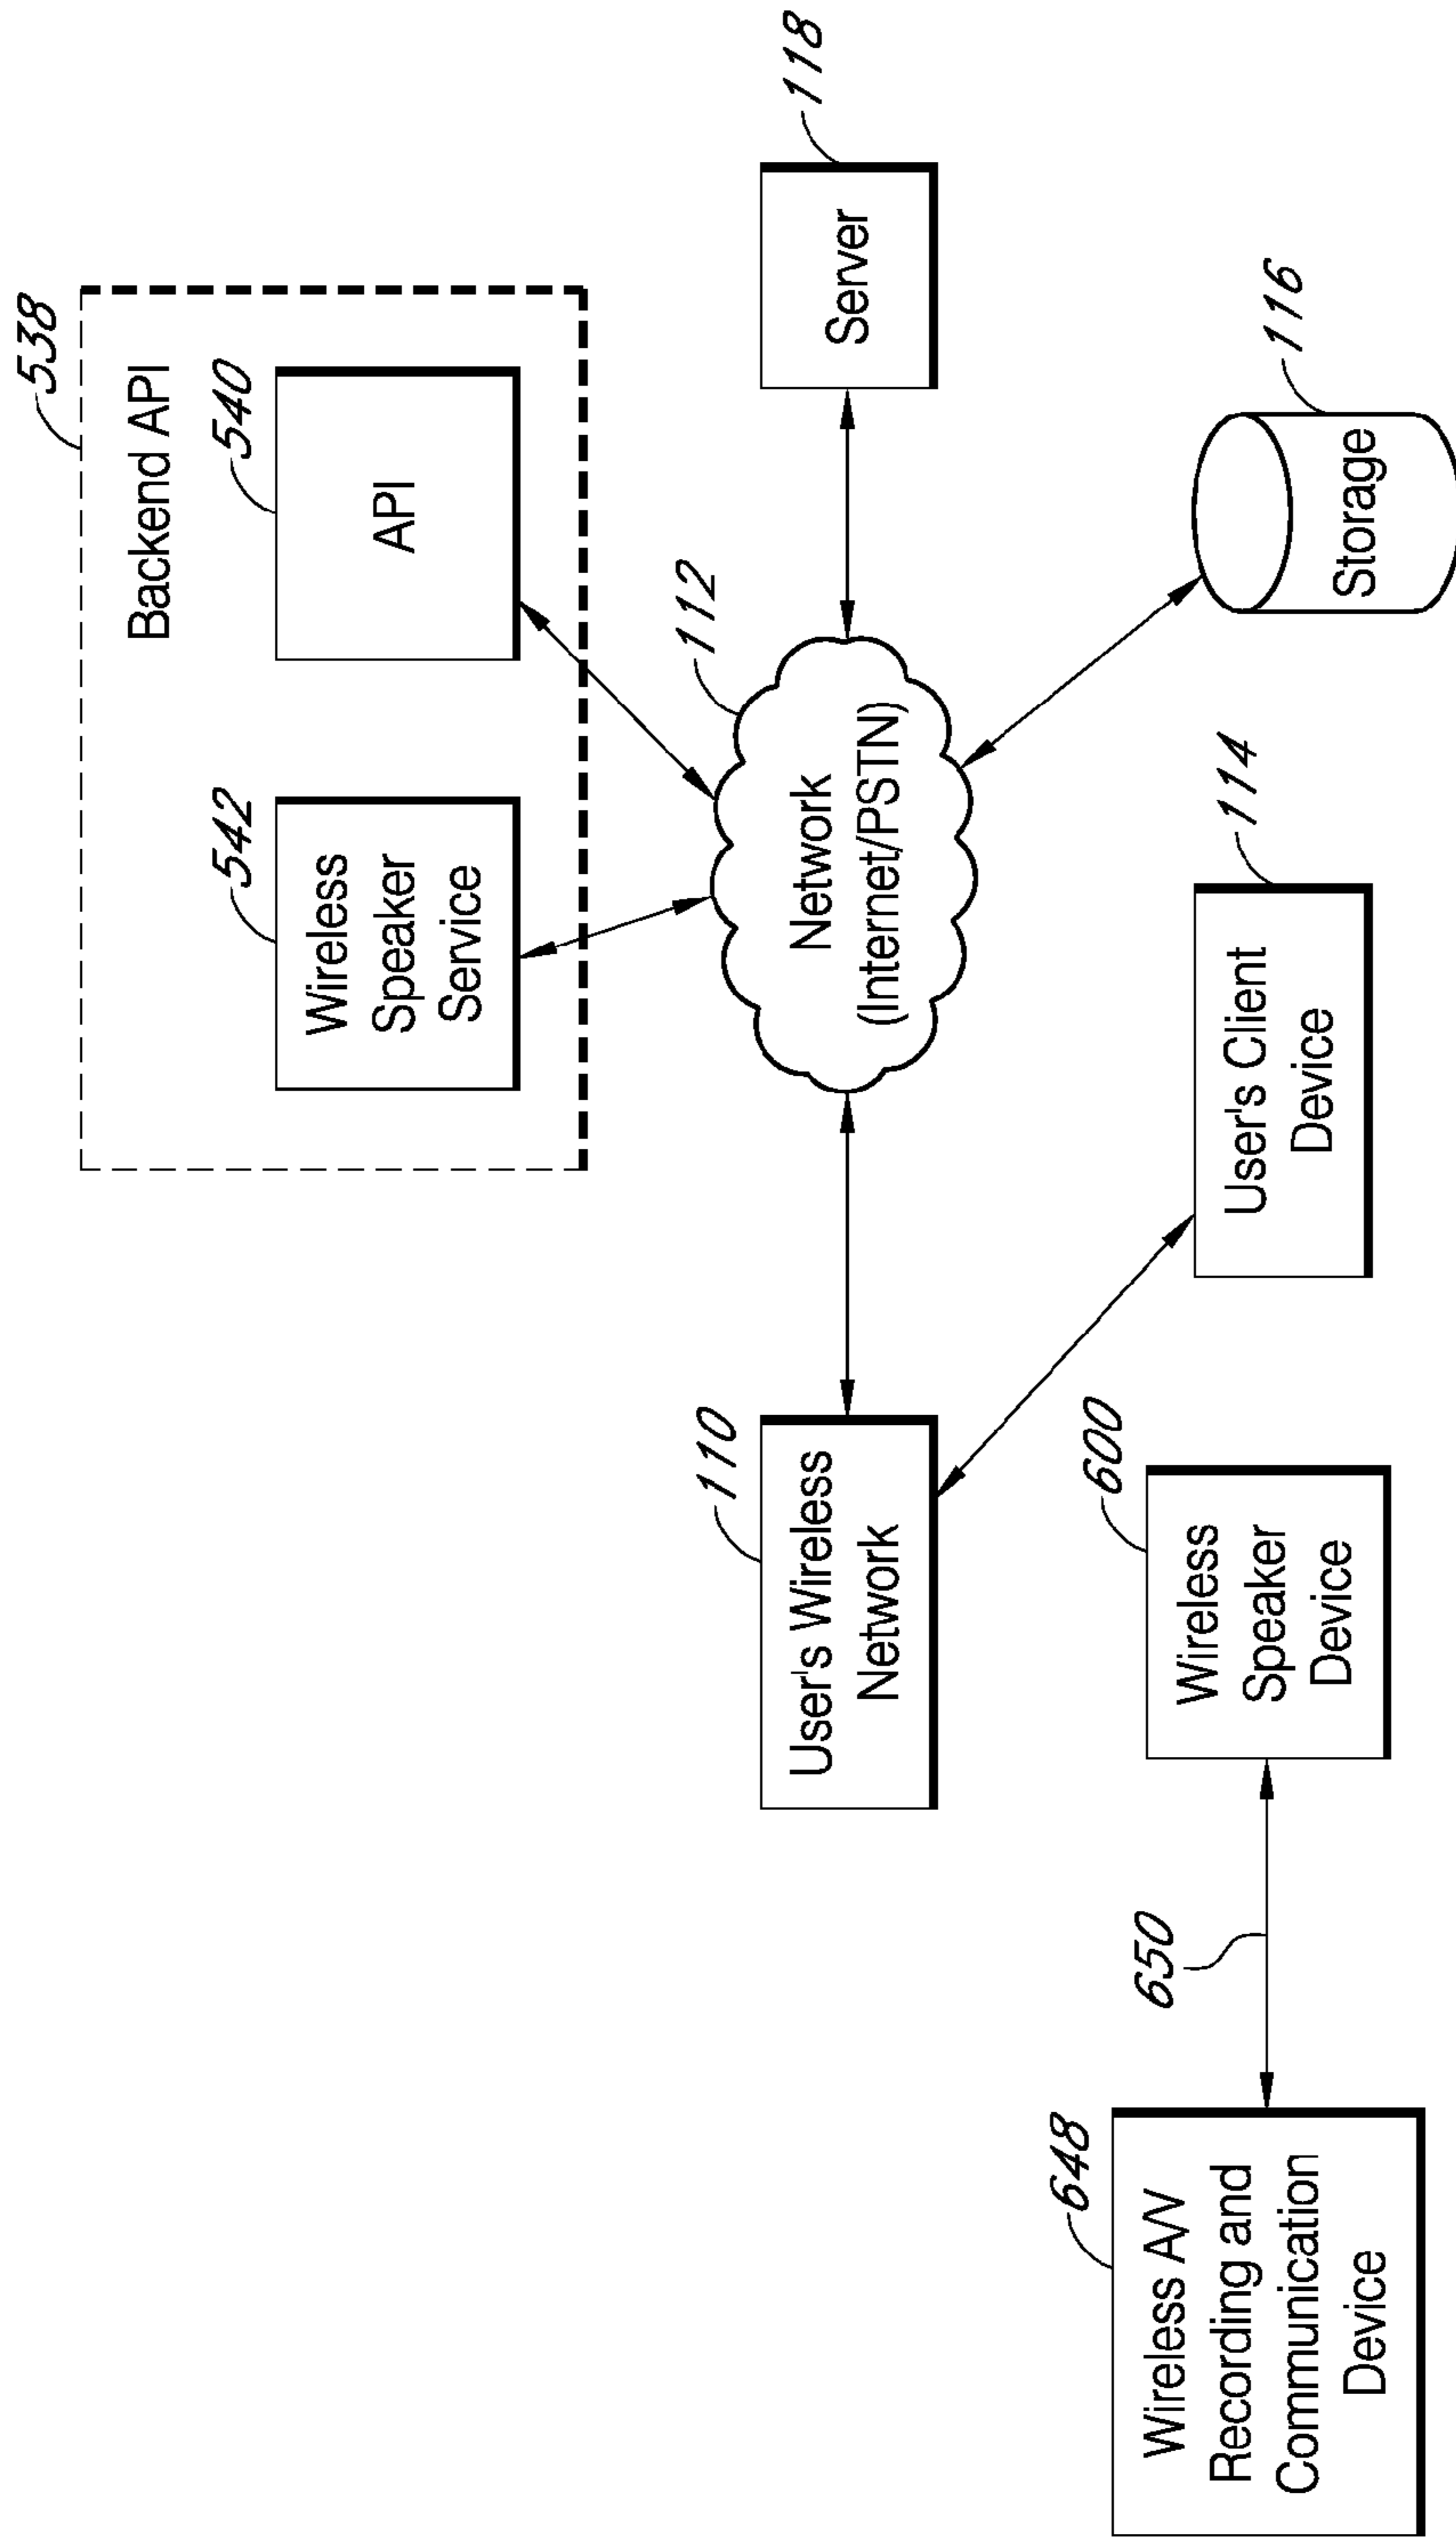 538
Backend API
542
Wireless
Speaker
Service
540
API
118
112
Network
(Internet/PSTN)
Server
110
User's Wireless
Network
116
Storage
114
User's Client
Device
600
Wireless
Speaker
Device
650
648
Wireless A/V
Recording and
Communication
Device